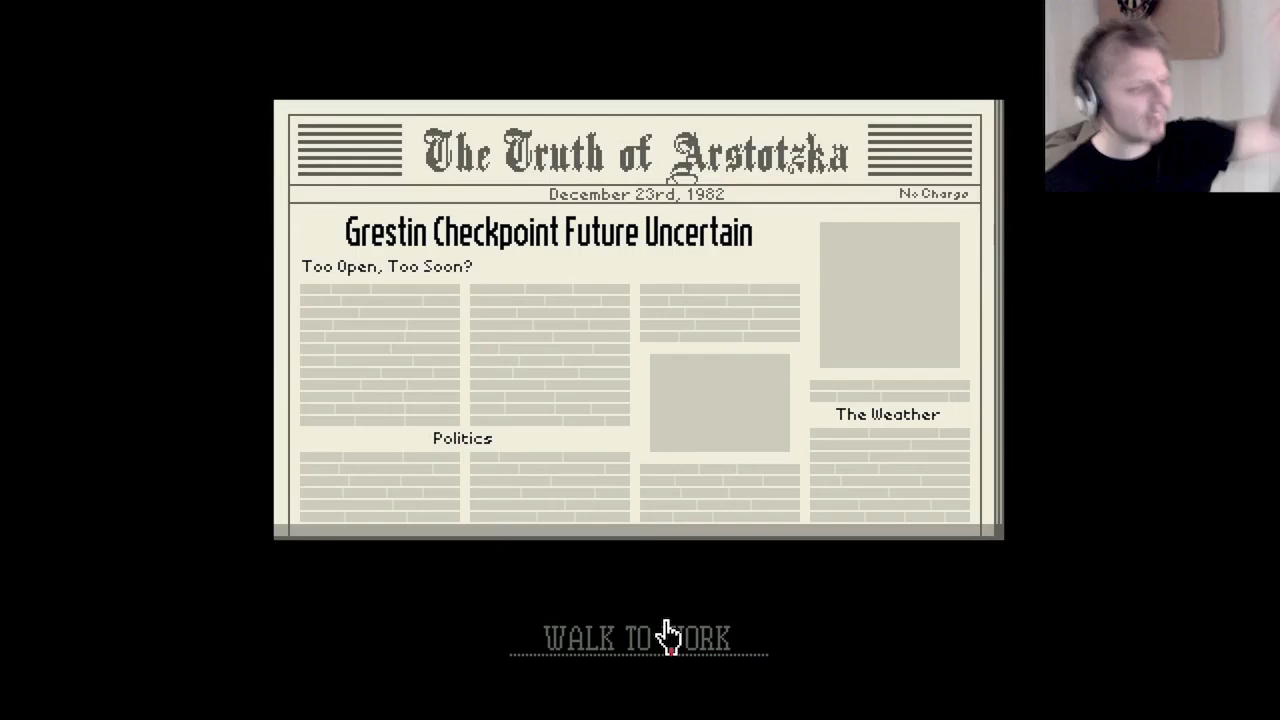 The Truth of Arstotzka
December 23rd, 1982
No Charge
Grestin Checkpoint Future Uncertain
Too Open, Too Soon?
The Weather
Politics
WALK TO WORK